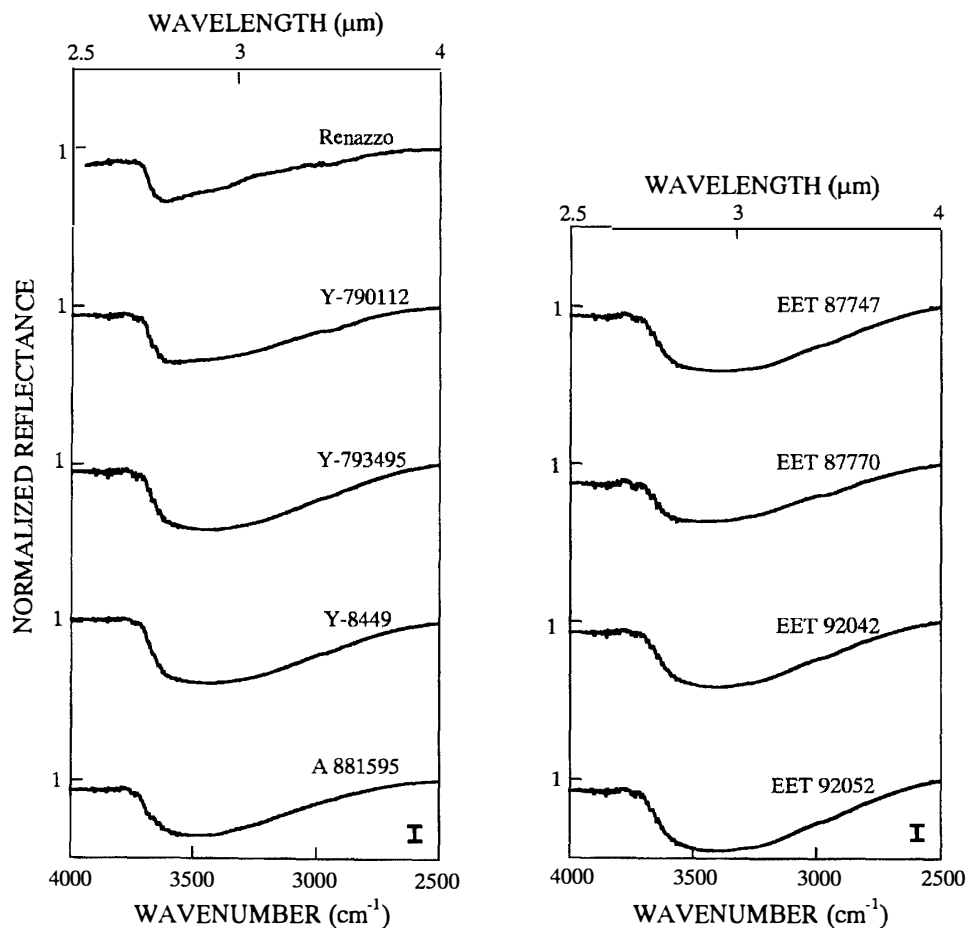 WAVELENGTH (μm)
2.5 3 4
Renazzo
1
Y-790112
1
Y-793495
1
Y-8449
1
A 881595
1
NORMALIZED REFLECTANCE
4000 3500 3000 2500
WAVENUMBER (cm-1)
WAVELENGTH (μm)
2.5 3 4
EET 87747
1
EET 87770
1
EET 92042
1
EET 92052
1
4000 3500 3000 2500
WAVENUMBER (cm-1)